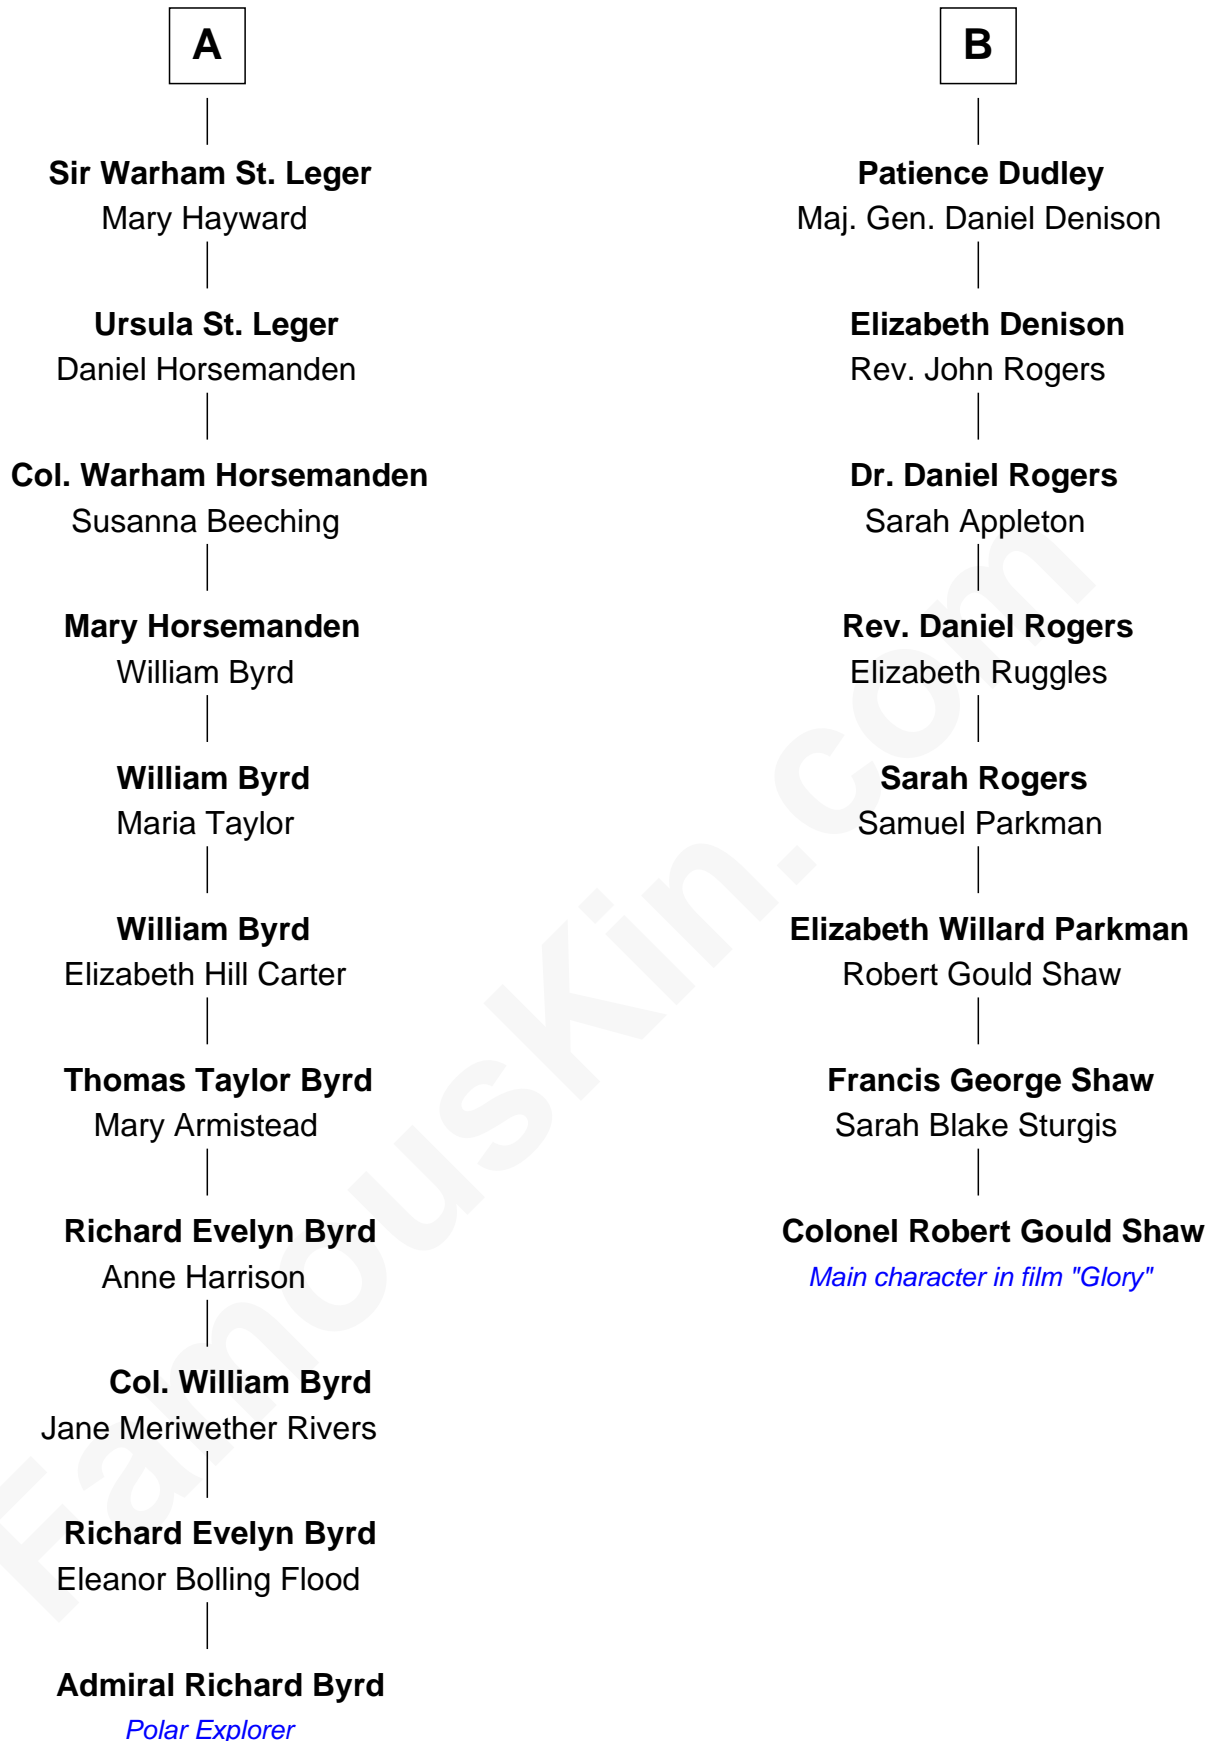 A
Sir Warham St. Leger
Mary Hayward
Ursula St. Leger
Daniel Horsemanden
Col. Warham Horsemanden
Susanna Beeching
Mary Horsemanden
William Byrd
William Byrd
Maria Taylor
William Byrd
Elizabeth Hill Carter
Thomas Taylor Byrd
Mary Armistead
Richard Evelyn Byrd
Anne Harrison
Col. William Byrd
Jane Meriwether Rivers
Richard Evelyn Byrd
Eleanor Bolling Flood
Admiral Richard Byrd
Polar Explorer
B
Patience Dudley
Maj. Gen. Daniel Denison
Elizabeth Denison
Rev. John Rogers
Dr. Daniel Rogers
Sarah Appleton
Rev. Daniel Rogers
Elizabeth Ruggles
Sarah Rogers
Samuel Parkman
Elizabeth Willard Parkman
Robert Gould Shaw
Francis George Shaw
Sarah Blake Sturgis
Colonel Robert Gould Shaw
Main character in film "Glory"
FamousKin.com